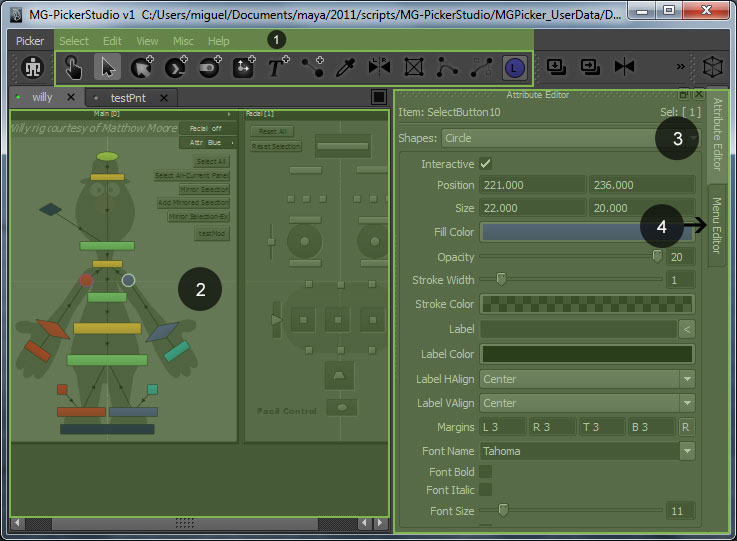 MG-PickerStudio v1 C:/Users/miguel/Documents/maya/2011/scripts/MG-PickerStudio/MGPicker_UserData/D...
Picker Select Edit View Misc Help 1
T L »
willy × testPnt ×
Main [0]
Willy rig courtesy of Matthow Moore
Facial off
Attr Blue
Select All
Select All-Current Panel
Mirror Selection
Add Mirrored Selection
Mirror Selection-Ex
testMod
2
Facial [1]
Reset All
Reset Selection
Facil Control
Attribute Editor
Item: SelectButton10 Sel: [ 1 ]
Shapes: Circle 3
Interactive
Position 221.000 236.000
Size 22.000 20.000
Fill Color 4
Opacity 20
Stroke Width 1
Stroke Color
Label <
Label Color
Label HAlign Center
Label VAlign Center
Margins L 3 R 3 T 3 B 3 R
Font Name Tahoma
Font Bold
Font Italic
Font Size 11
Attribute Editor
Menu Editor